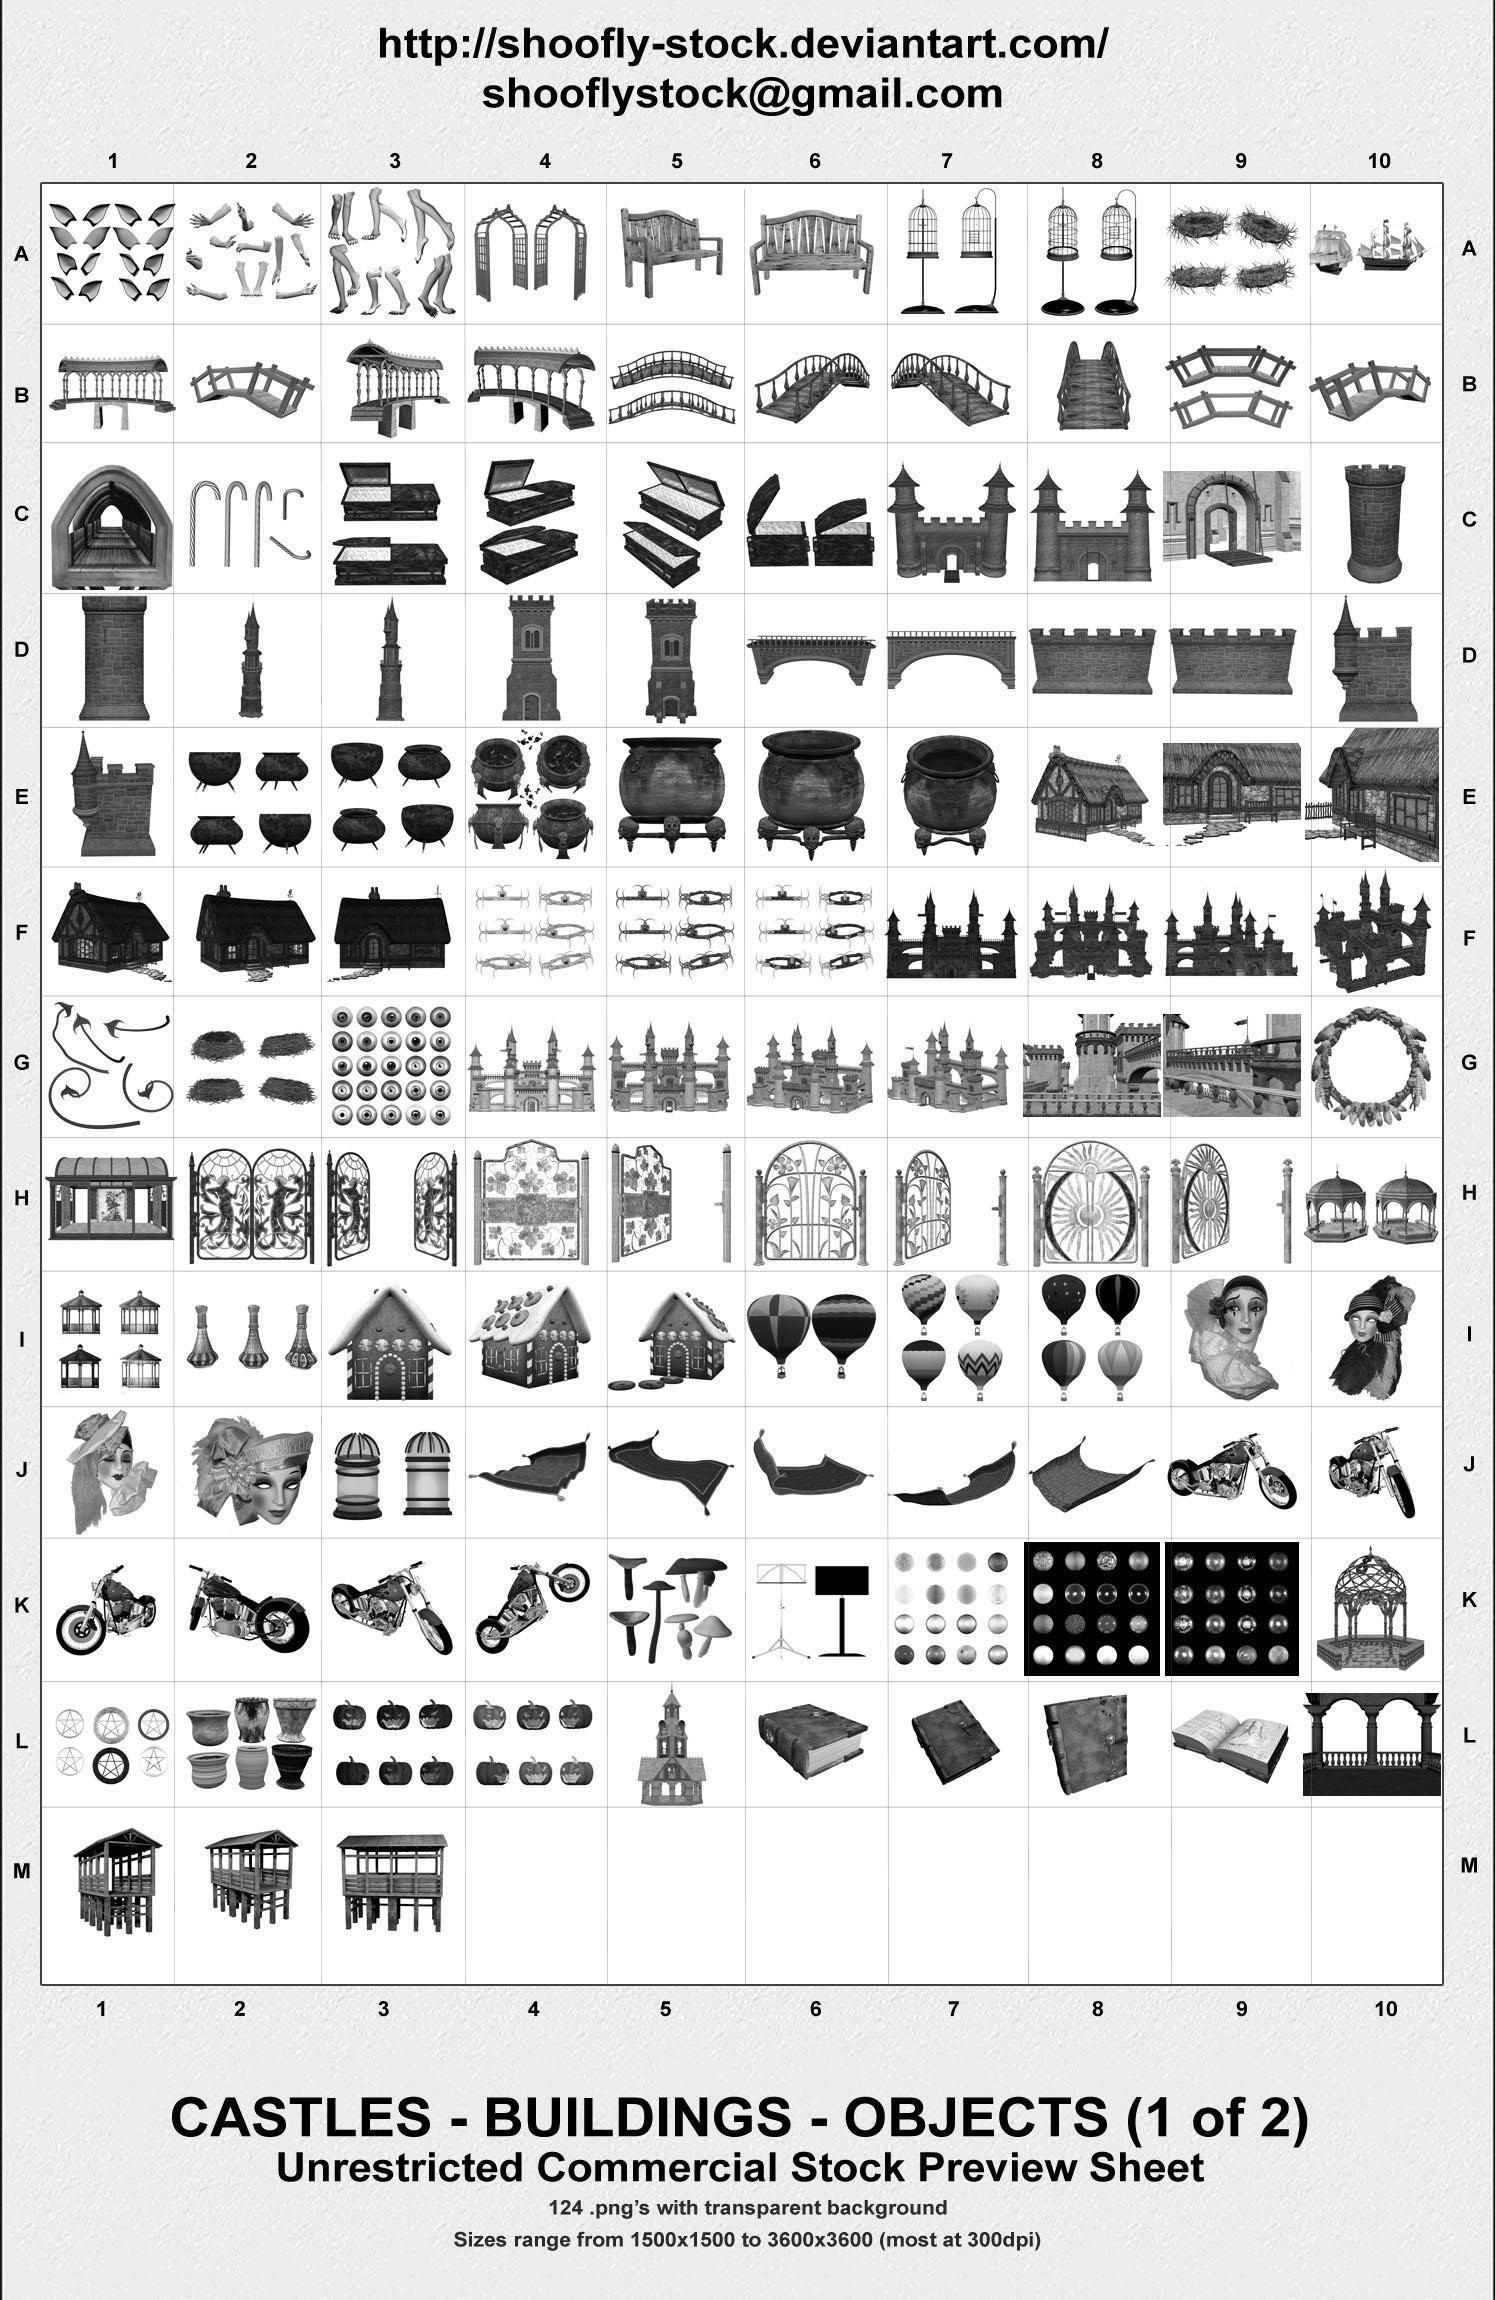 http://shoofly-stock.deviantart.com/
shooflystock@gmail.com
1 2 3 4 5 6 7 8 9 10
A A
B B
C C
D D
E E
F F
G G
H H
I I
J J
K K
L L
M M
1 2 3 4 5 6 7 8 9 10
CASTLES - BUILDINGS - OBJECTS (1 of 2)
Unrestricted Commercial Stock Preview Sheet
124 .png’s with transparent background
Sizes range from 1500x1500 to 3600x3600 (most at 300dpi)